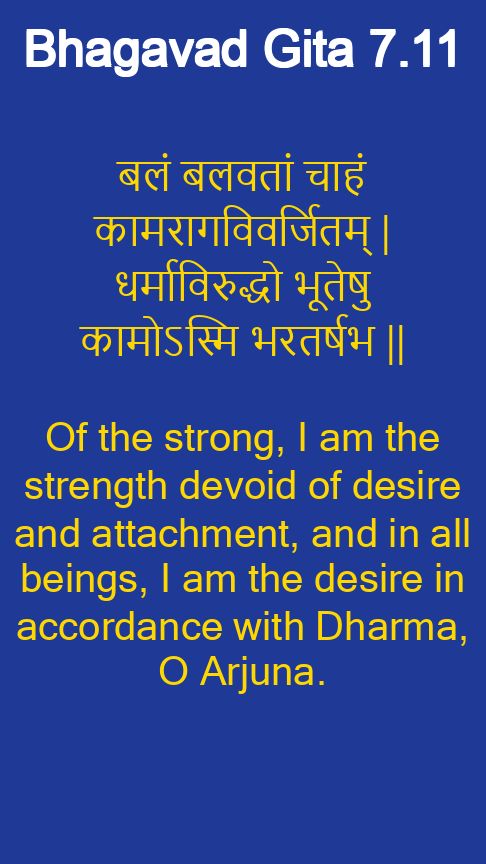 Bhagavad Gita 7.11
बलं बलवतां चाहं
कामरागविवर्जितम् |
धर्माविरुद्धो भूतेषु
कामोऽस्मि भरतर्षभ ||
Of the strong, I am the
strength devoid of desire
and attachment, and in all
beings, I am the desire in
accordance with Dharma,
O Arjuna.